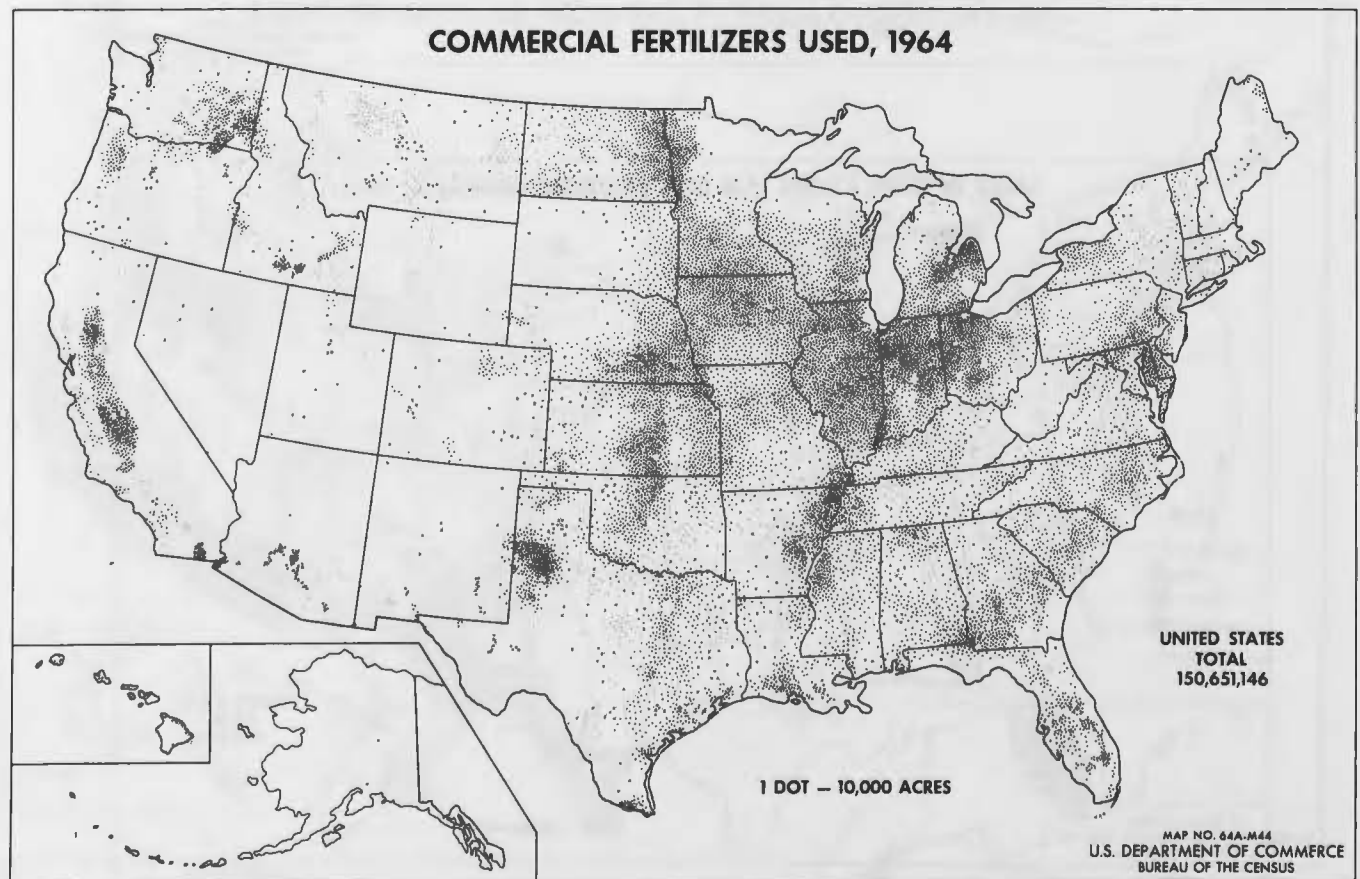 COMMERCIAL FERTILIZERS USED, 1964
UNITED STATES
TOTAL
150,651,146
1 DOT — 10,000 ACRES
MAP NO. 64A-M44
U.S. DEPARTMENT OF COMMERCE
BUREAU OF THE CENSUS